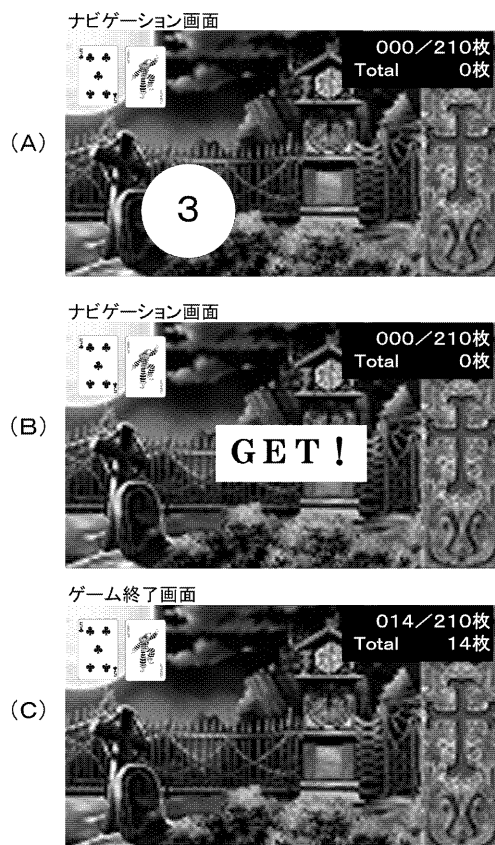 ナビゲーション画面
000／210枚
Total 0枚
(A)
3
ナビゲーション画面
000／210枚
Total 0枚
(B)
GET！
ゲーム終了画面
014／210枚
Total 14枚
(C)